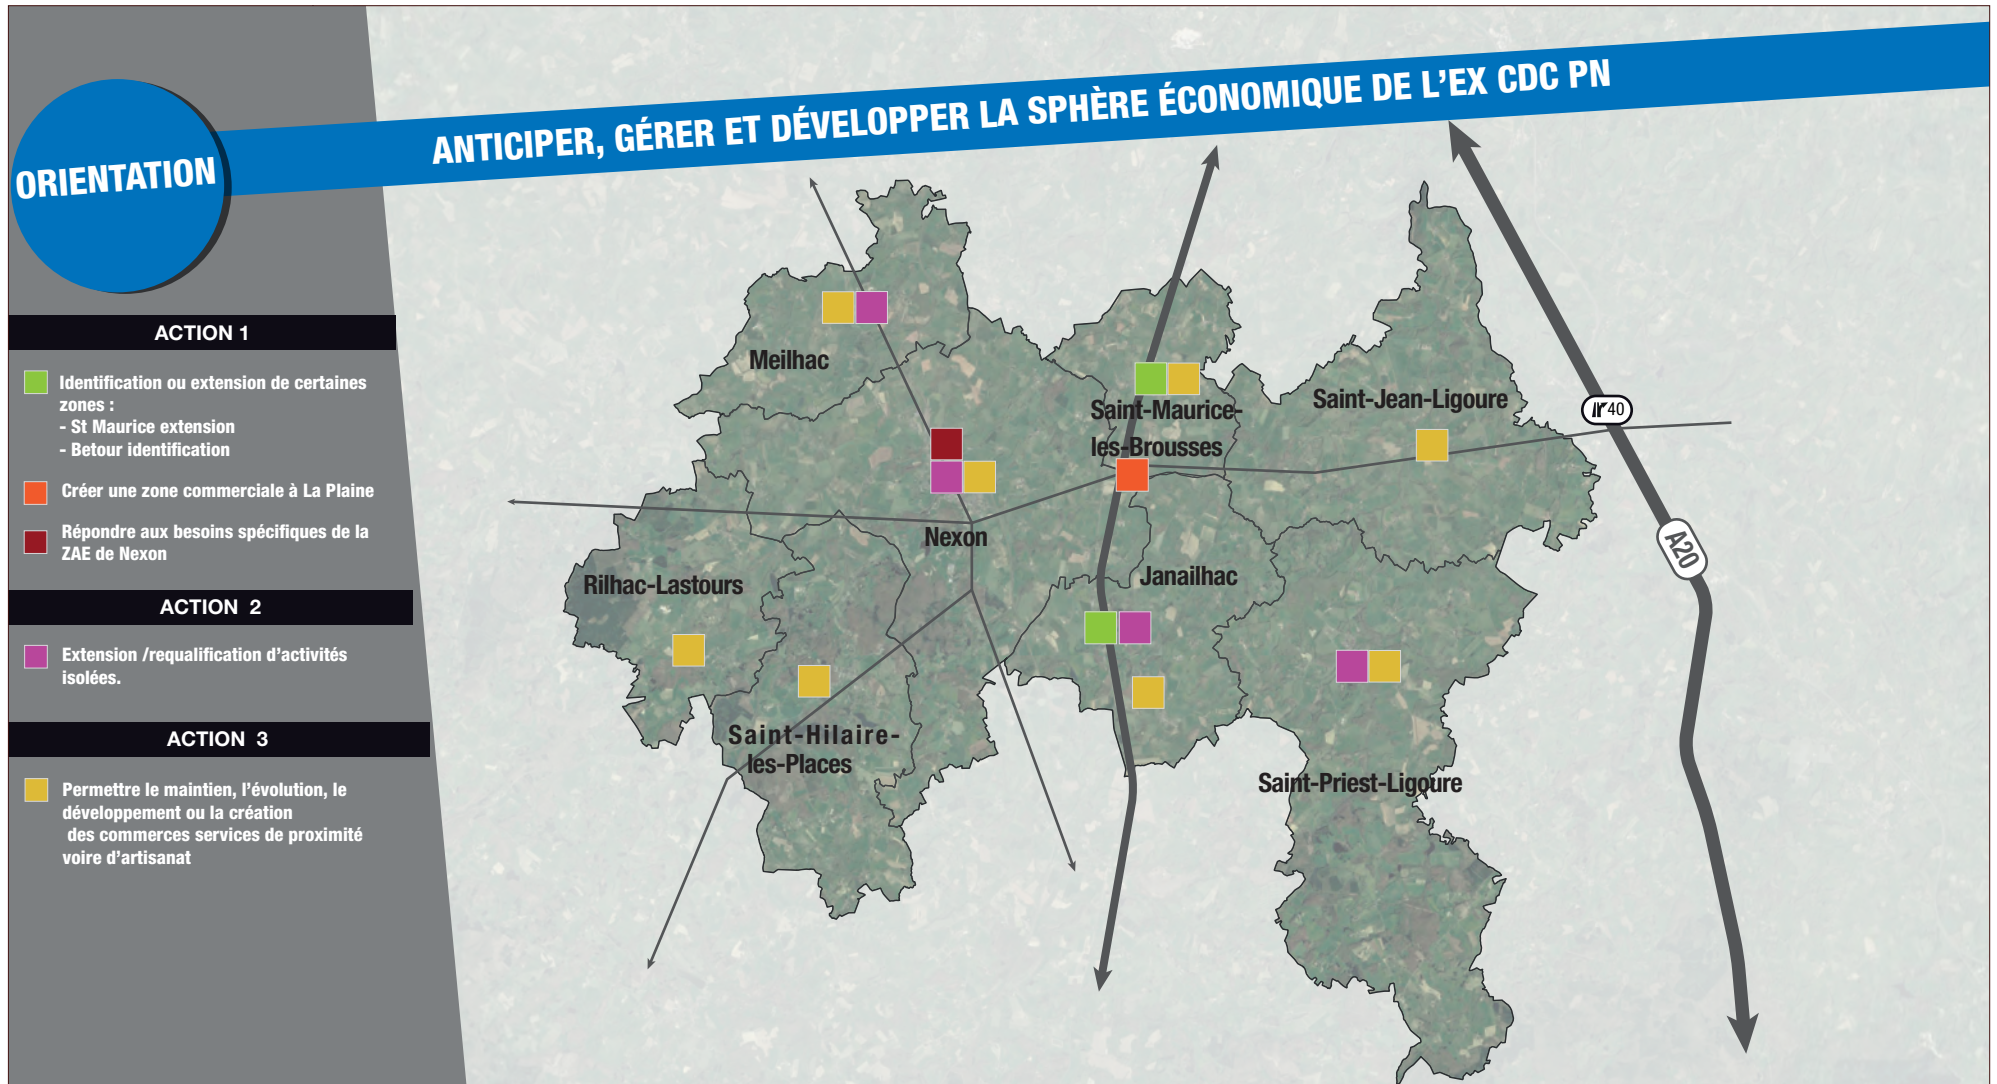 ORIENTATION
ANTICIPER, GÉRER ET DÉVELOPPER LA SPHÈRE ÉCONOMIQUE DE L'EX CDC PN
ACTION 1
Identification ou extension de certaines
zones :
- St Maurice extension
- Betour identification
Créer une zone commerciale à La Plaine
Répondre aux besoins spécifiques de la
ZAE de Nexon
ACTION 2
Extension /requalification d'activités
isolées.
ACTION 3
Permettre le maintien, l'évolution, le
développement ou la création
des commerces services de proximité
voire d'artisanat
Meilhac
Saint-Maurice-
les-Brousses
Saint-Jean-Ligoure
40
A20
Nexon
Janailhac
Rilhac-Lastours
Saint-Hilaire-
les-Places
Saint-Priest-Ligoure